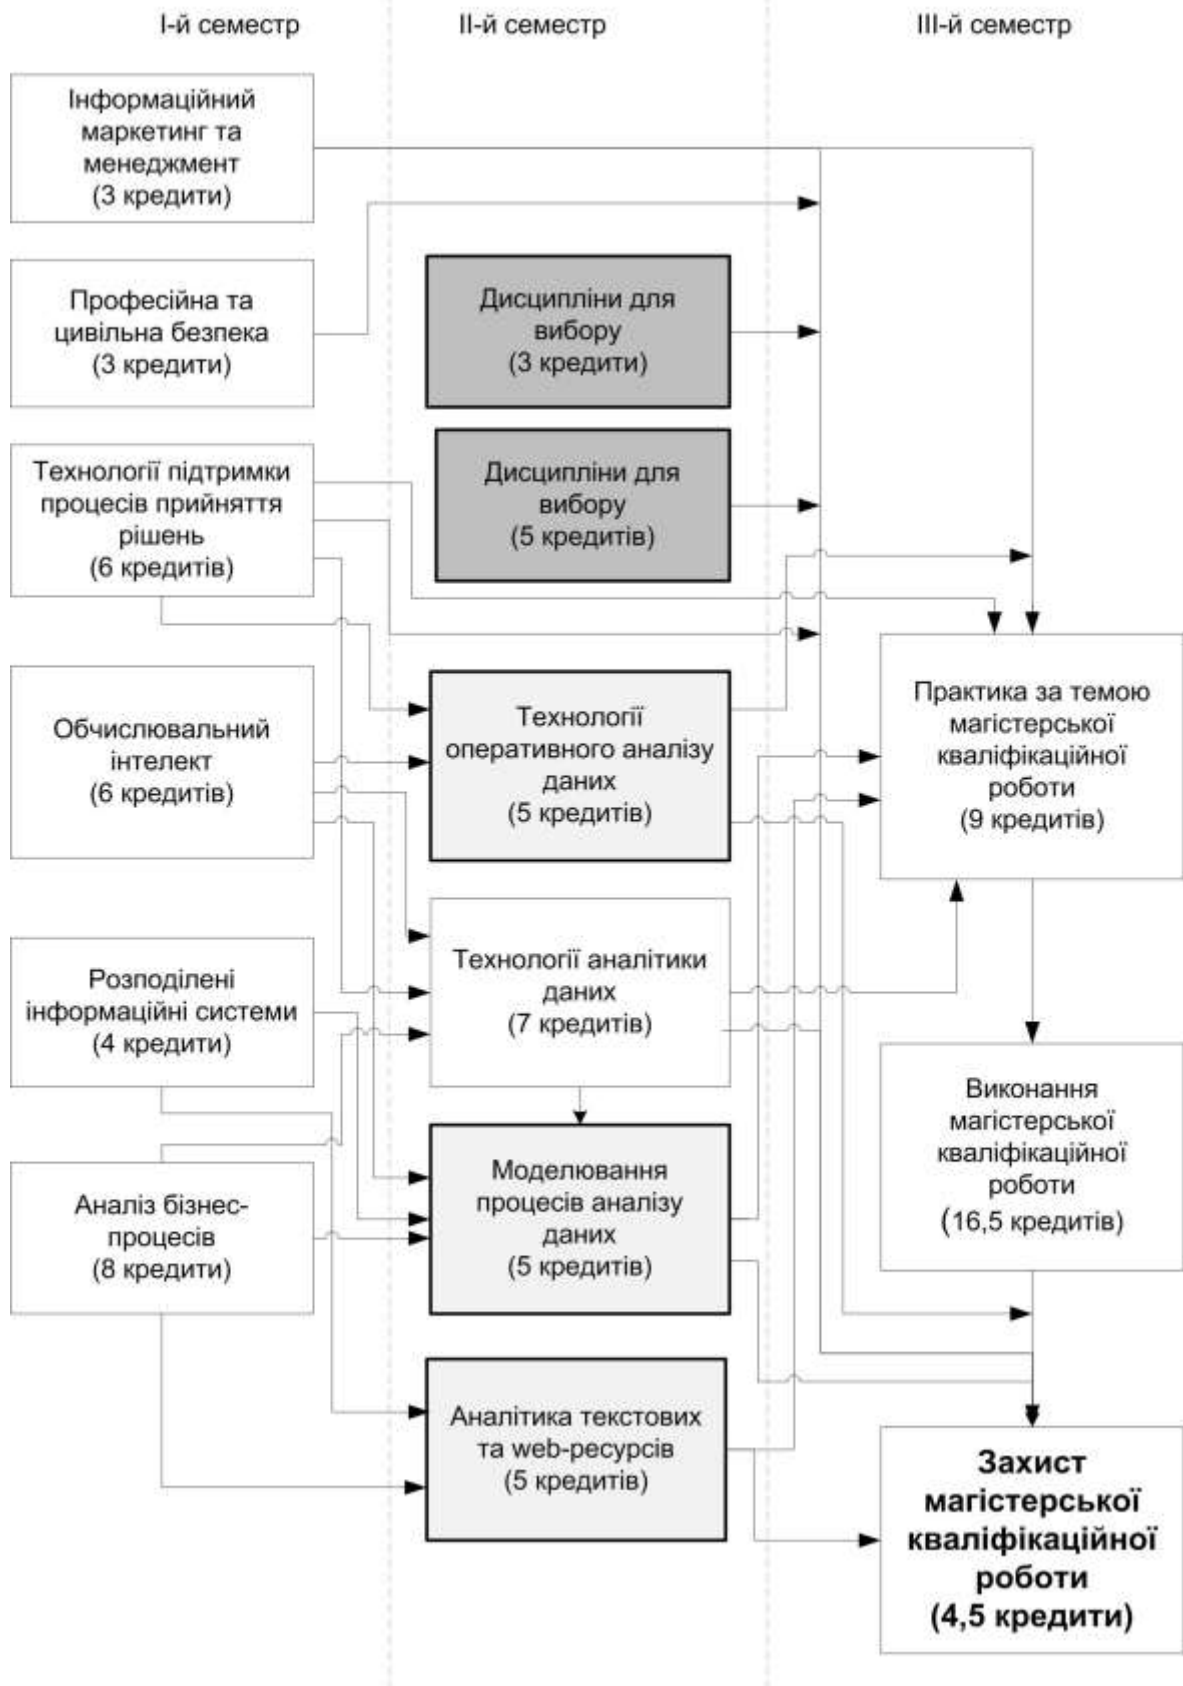 І-й семестр
ІІ-й семестр
ІІІ-й семестр
Інформаційний
маркетинг та
менеджмент
(3 кредити)
Професійна та
цивільна безпека
(3 кредити)
Технології підтримки
процесів прийняття
рішень
(6 кредитів)
Обчислювальний
інтелект
(6 кредитів)
Розподілені
інформаційні системи
(4 кредити)
Аналіз бізнес-
процесів
(8 кредити)
Дисципліни для
вибору
(3 кредити)
Дисципліни для
вибору
(5 кредитів)
Технології
оперативного аналізу
даних
(5 кредитів)
Технології аналітики
даних
(7 кредитів)
Моделювання
процесів аналізу
даних
(5 кредитів)
Аналітика текстових
та web-ресурсів
(5 кредитів)
Практика за темою
магістерської
кваліфікаційної
роботи
(9 кредитів)
Виконання
магістерської
кваліфікаційної
роботи
(16,5 кредитів)
Захист
магістерської
кваліфікаційної
роботи
(4,5 кредити)